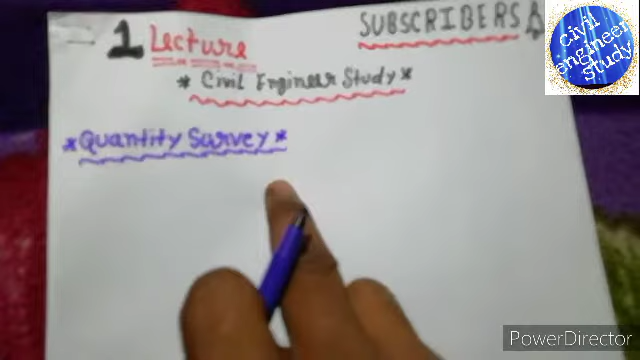 1 Lecture
SUBSCRIBERS
* Civil Engineer Study *
* Quantity Survey *
civil
engineer
study
PowerDirector